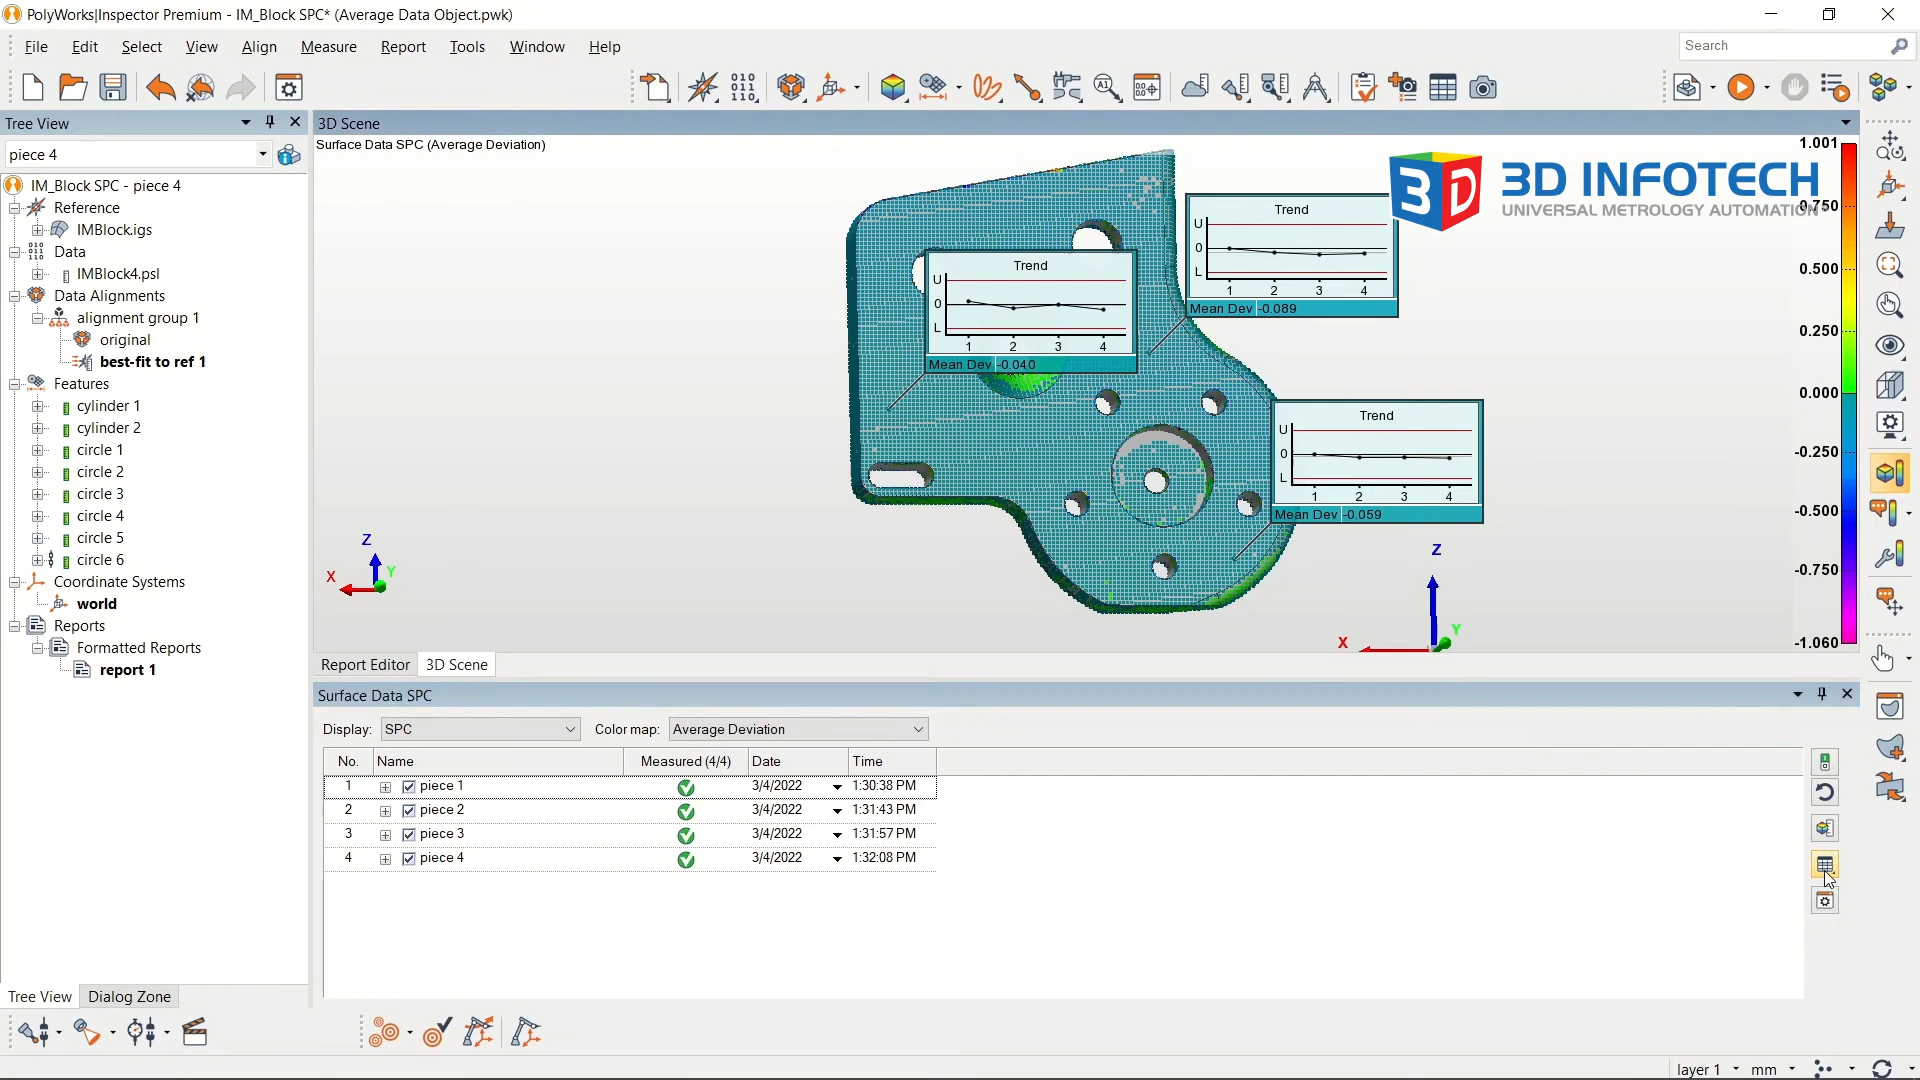 PolyWorks|Inspector Premium - IM_Block SPC* (Average Data Object.pwk)
File Edit Select View Align Measure Report Tools Window Help
Search
Tree View
3D Scene
piece 4
Surface Data SPC (Average Deviation)
IM_Block SPC - piece 4
Reference
IMBlock.igs
Data
IMBlock4.psl
Data Alignments
alignment group 1
original
best-fit to ref 1
Features
cylinder 1
cylinder 2
circle 1
circle 2
circle 3
circle 4
circle 5
circle 6
Coordinate Systems
world
Reports
Formatted Reports
report 1
Trend
U
0
L
1 2 3 4
Mean Dev -0.040
Trend
U
0
L
1 2 3 4
Mean Dev -0.089
Trend
U
0
L
1 2 3 4
Mean Dev -0.059
3D
3D INFOTECH
UNIVERSAL METROLOGY AUTOMATION
1.001
0.750
0.500
0.250
0.000
-0.250
-0.500
-0.750
-1.060
Z
X
Y
Z
X
Y
Report Editor 3D Scene
Surface Data SPC
Display: SPC Color map: Average Deviation
No. Name Measured (4/4) Date Time
1 piece 1 3/4/2022 1:30:38 PM
2 piece 2 3/4/2022 1:31:43 PM
3 piece 3 3/4/2022 1:31:57 PM
4 piece 4 3/4/2022 1:32:08 PM
Tree View Dialog Zone
layer 1 mm